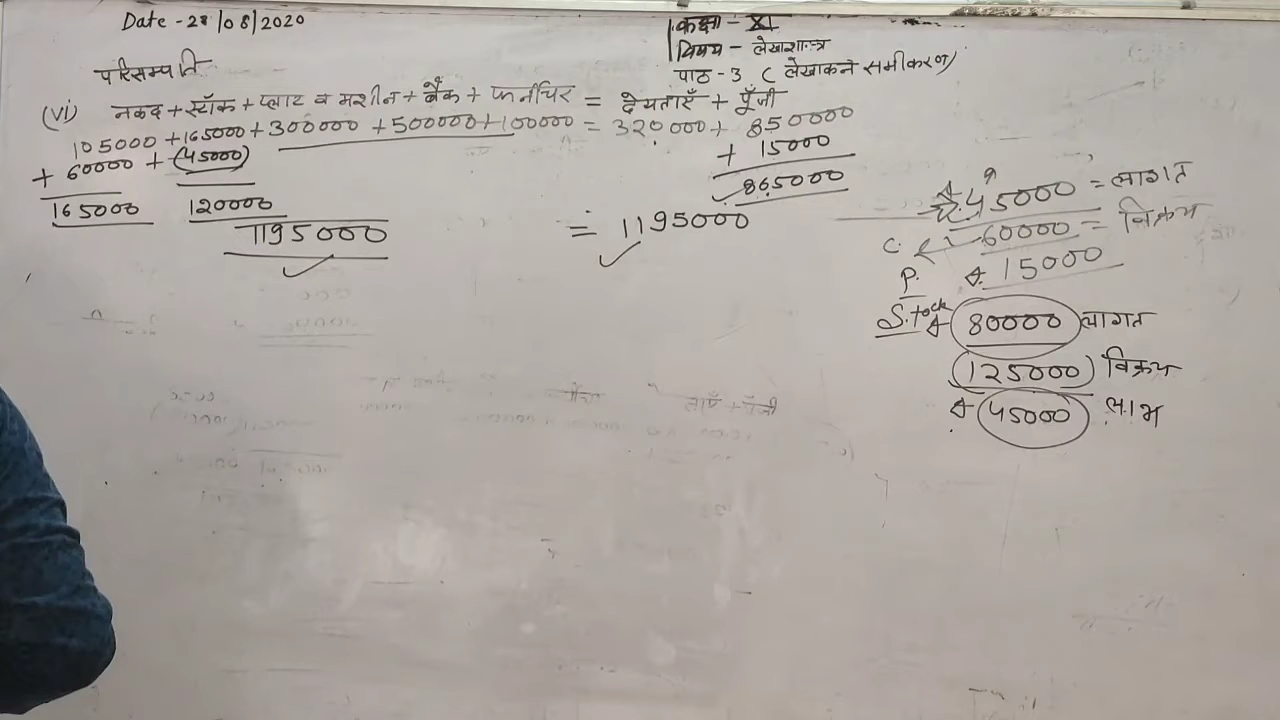 Date - 28/08/2020
कक्षा - XI
विषय - लेखाशास्त्र
पाठ - 3 ( लेखांकन समीकरण)
परिसम्पति
(vi) नकद + स्टॉक + प्लांट व मशीन + बैंक + फर्नीचर = देयताएँ + पूँजी
105000 + 165000 + 300000 + 500000 + 100000 = 320000 + 850000
+ 60000 + (45000) + 15000
165000 120000 865000
1195000 = 1195000
45000 = लागत
60000 = विक्रय
P. 15000
Stock 80000 लागत
125000 विक्रय
45000 लाभ